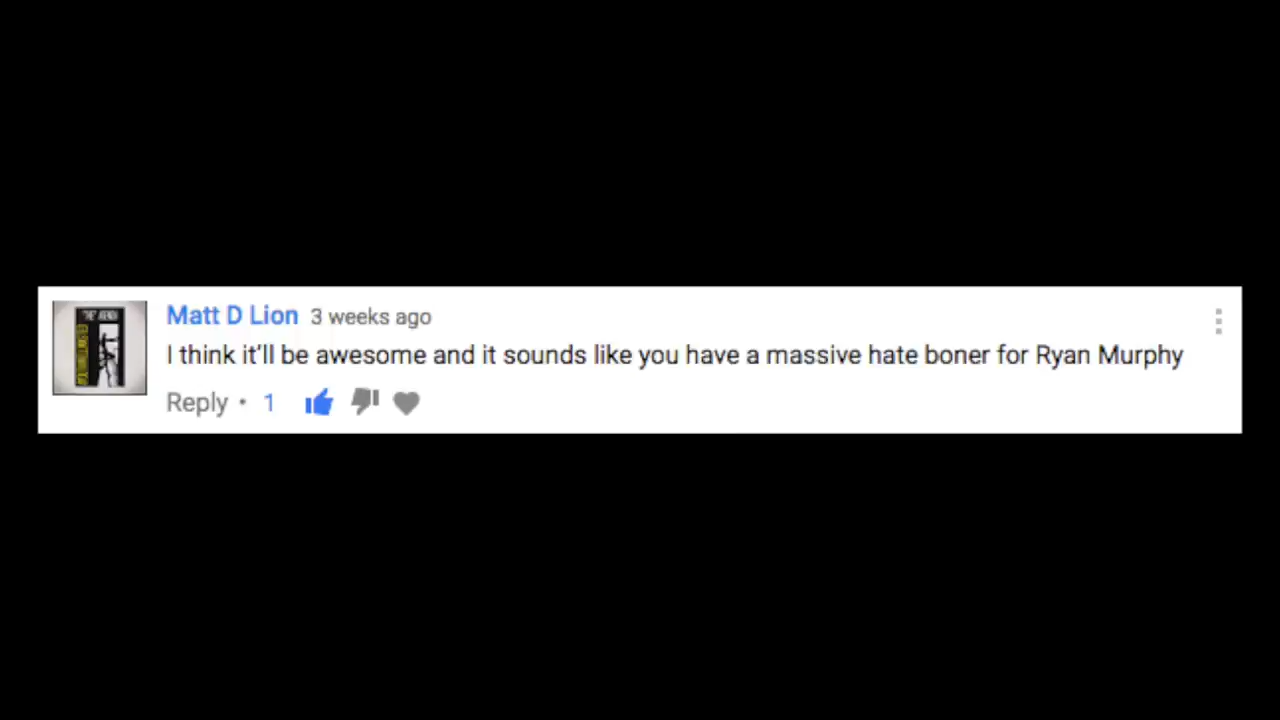 Matt D Lion 3 weeks ago
I think it'll be awesome and it sounds like you have a massive hate boner for Ryan Murphy
Reply • 1